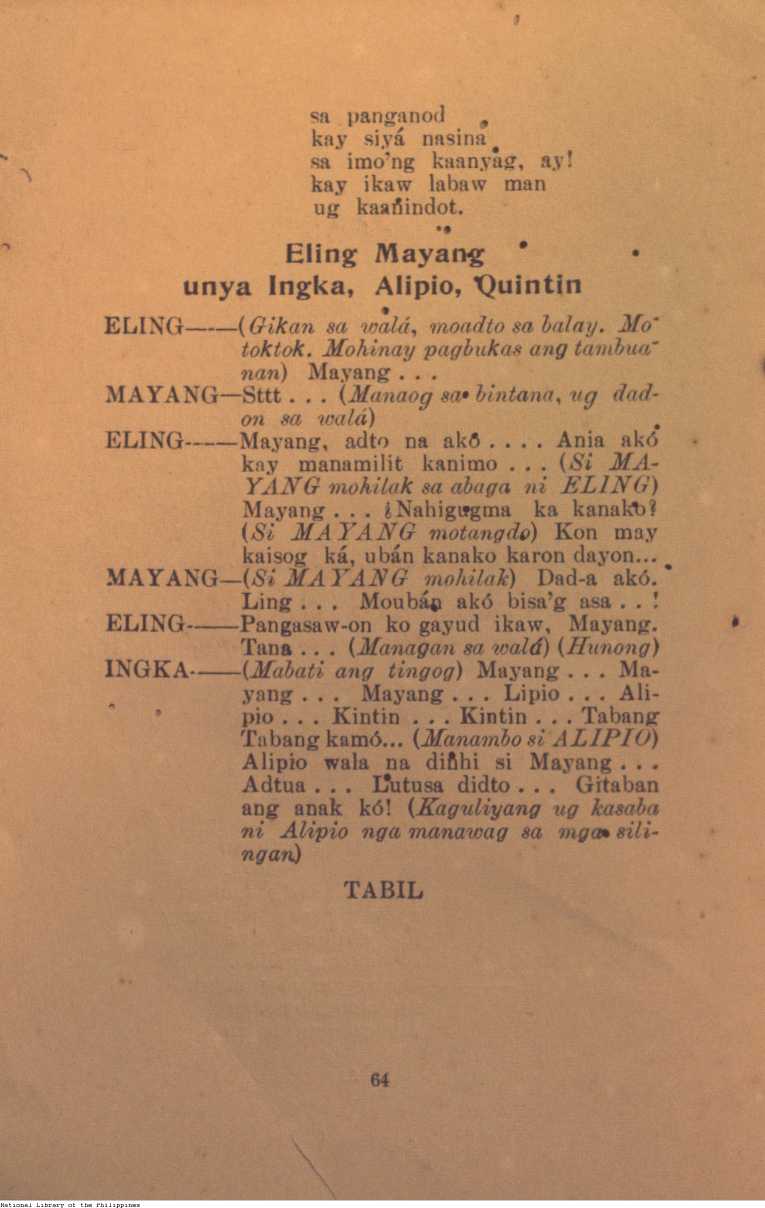 sa panganod
kay siyá nasina
sa imo'ng kaanyag, ay!
kay ikaw labaw man
ug kaanindot.
Eling Mayang
unya Ingka, Alipio, Quintin
ELING——(Gikan sa walá, moadto sa balay. Mo-
toktok. Mohinay pagbukas ang tambua-
nan) Mayang . . .
MAYANG—Sttt . . . (Manaog sa bintana, ug dad-
on sa walá)
ELING——Mayang, adto na akó . . . . Ania akó
kay manamilit kanimo . . . (Si MA-
YANG mohilak sa abaga ni ELING)
Mayang . . . ¿Nahigugma ka kanako?
(Si MAYANG motangdo) Kon may
kaisog ká, ubán kanako karon dayon...
MAYANG—(Si MAYANG mohilak) Dad-a akó.
Ling . . . Moubán akó bisa'g asa . . !
ELING——Pangasaw-on ko gayud ikaw, Mayang.
Tana . . . (Managan sa walá) (Hunong)
INGKA——(Mabati ang tingog) Mayang . . . Ma-
yang . . . Mayang . . . Lipio . . . Ali-
pio . . . Kintin . . . Kintin . . . Tabang
Tabang kamó... (Manambo si ALIPIO)
Alipio wala na dinhi si Mayang . . .
Adtua . . . Lutusa didto . . . Gitaban
ang anak kó! (Kaguliyang ug kasaba
ni Alipio nga manawag sa mga sili-
ngan)
TABIL
64
National Library of the Philippines